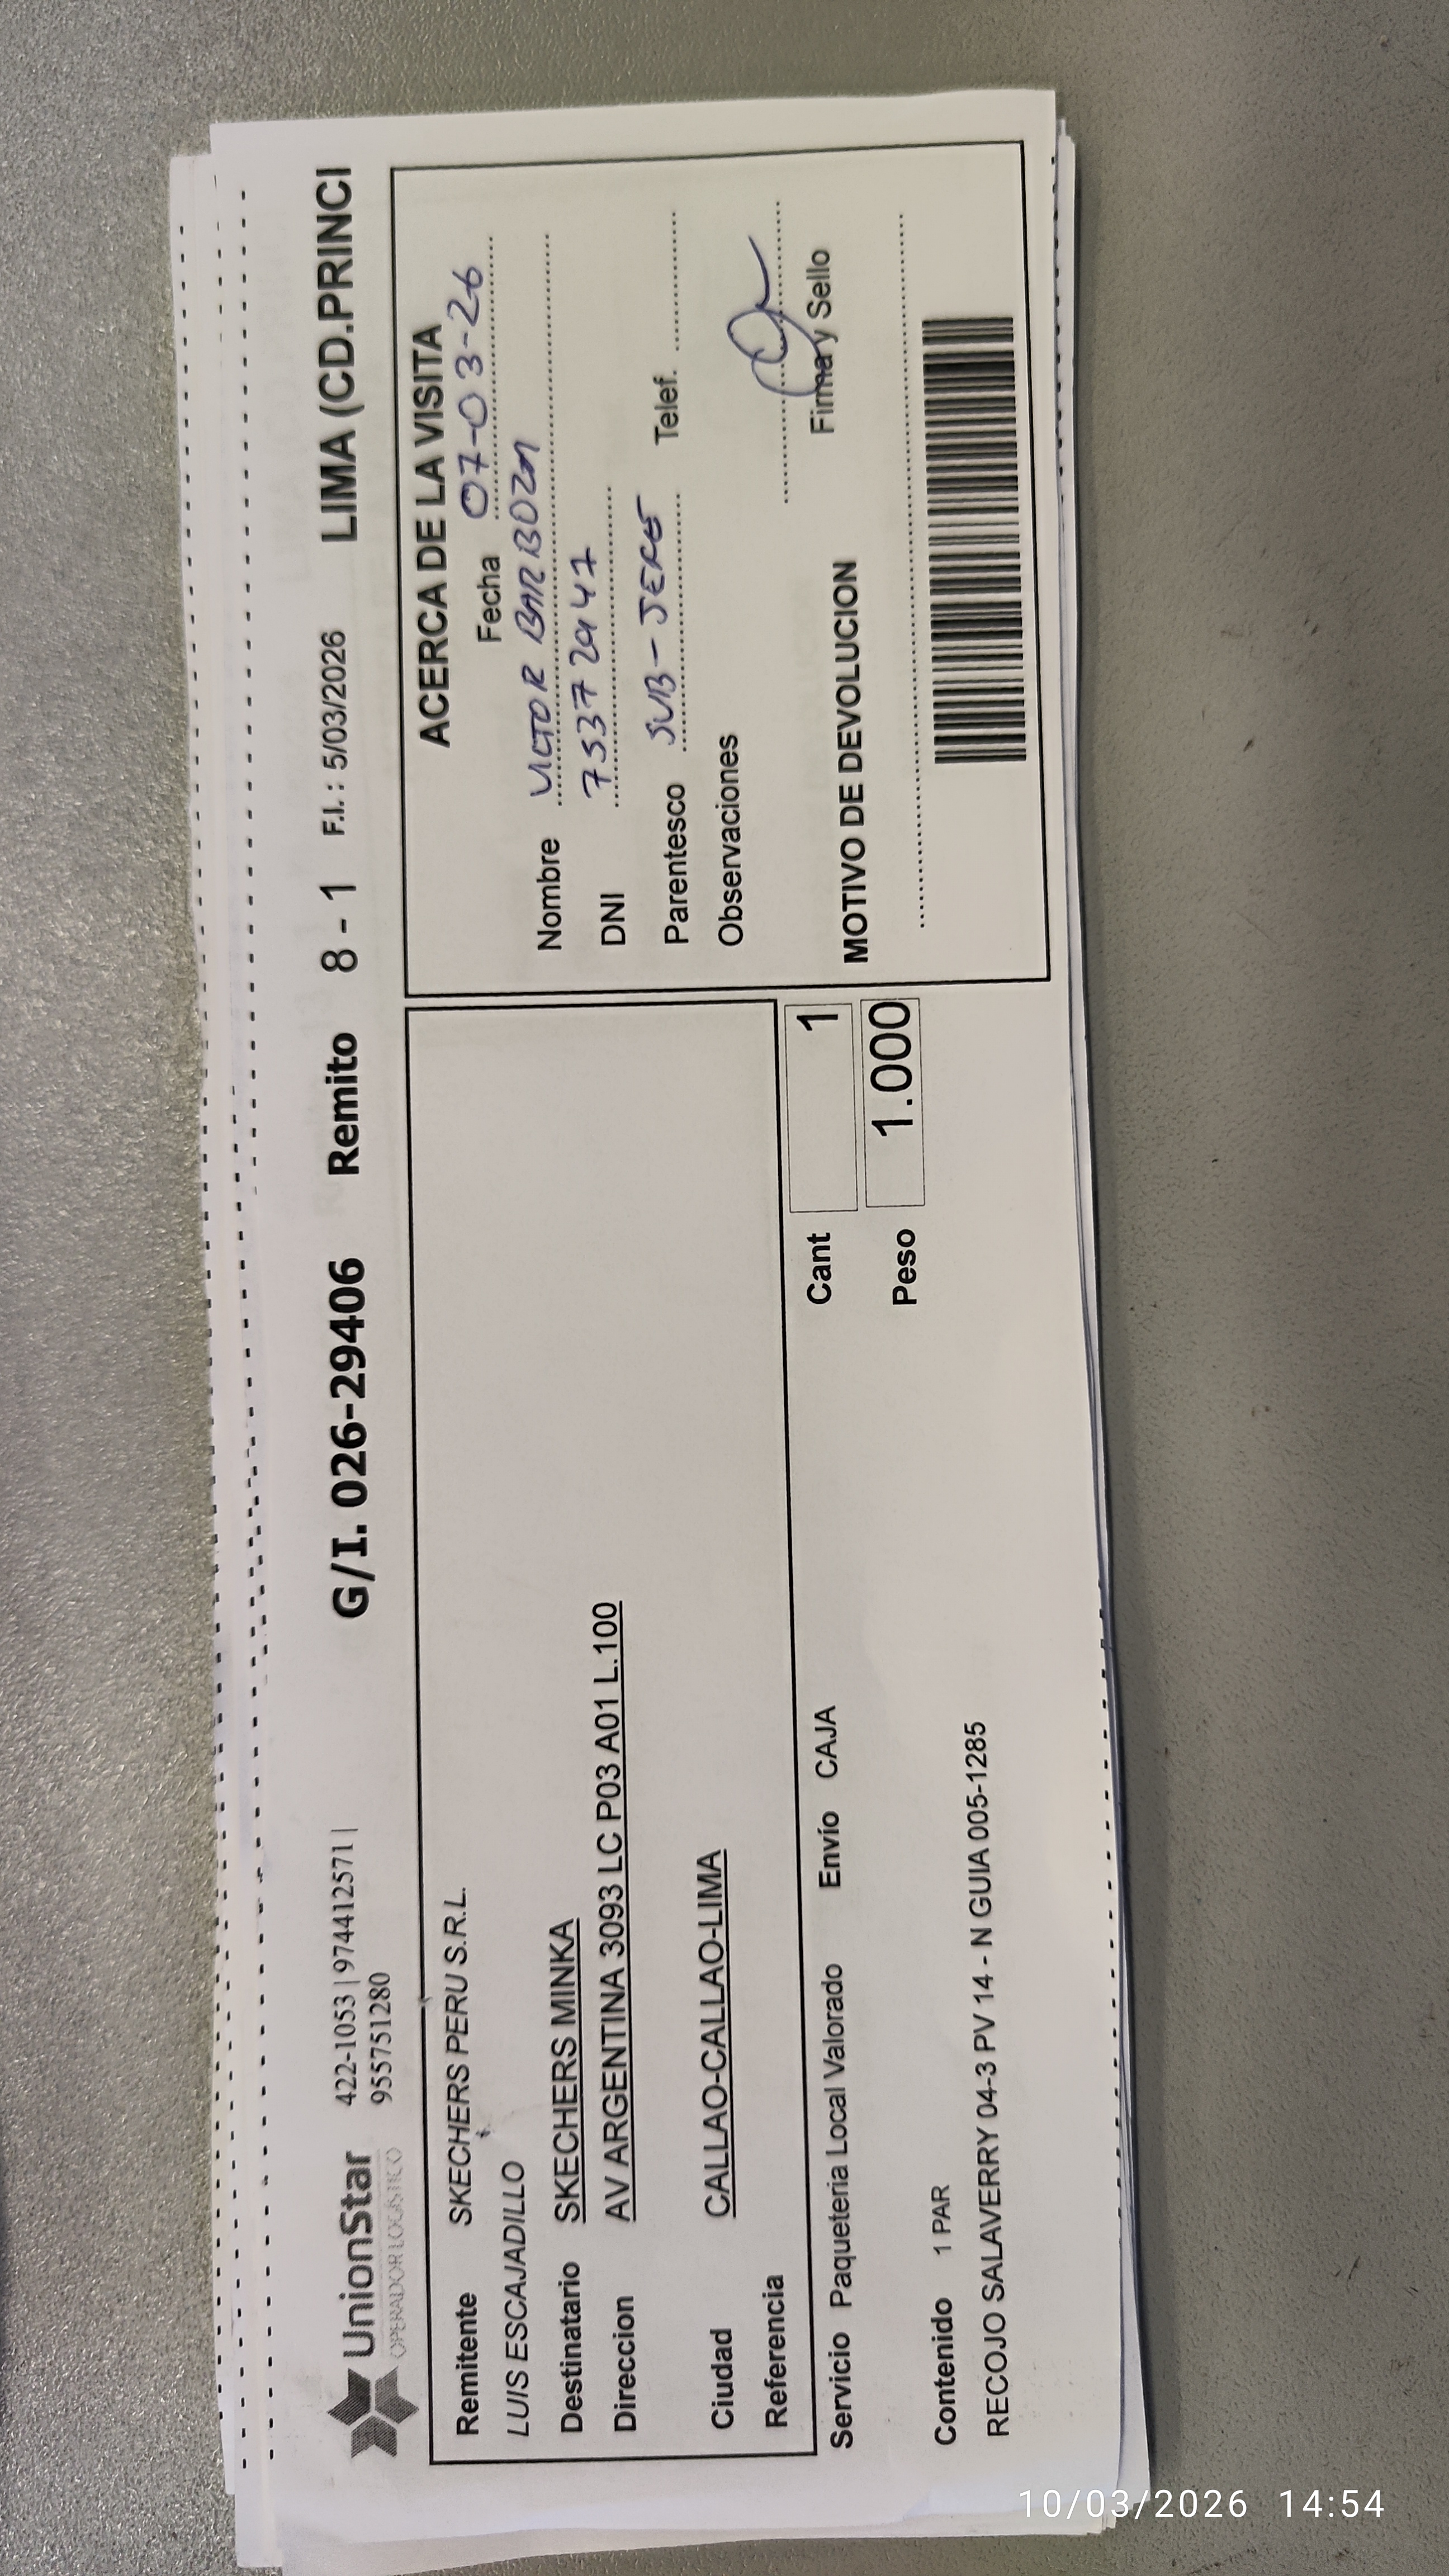 UnionStar 422-1053 | 974412571 | G/I. 026-29406 Remito 8 - 1 F.I. : 5/03/2026 LIMA (CD.PRINCI
OPERADOR LOGÍSTICO 955751280
Remitente SKECHERS PERU S.R.L.
LUIS ESCAJADILLO
Destinatario SKECHERS MINKA
Direccion AV ARGENTINA 3093 LC P03 A01 L.100
Ciudad CALLAO-CALLAO-LIMA
Referencia
Servicio Paqueteria Local Valorado Envío CAJA Cant 1
Peso 1.000
Contenido 1 PAR
RECOJO SALAVERRY 04-3 PV 14 - N GUIA 005-1285
ACERCA DE LA VISITA
Fecha 07-03-26
Nombre VICTOR BARBOZA
DNI
Parentesco SUB-JEFE Telef.
Observaciones
Firma y Sello
MOTIVO DE DEVOLUCION
10/03/2026 14:54